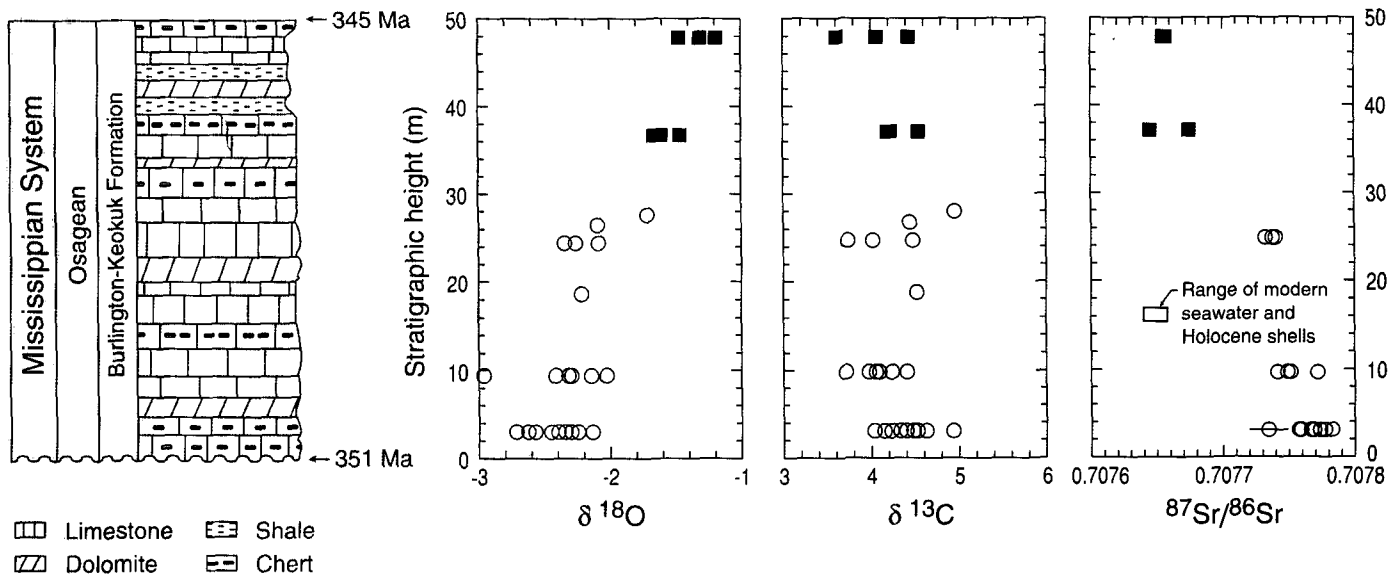 345 Ma
351 Ma
Mississippian System
Osagean
Burlington-Keokuk Formation
Limestone
Shale
Dolomite
Chert
Stratigraphic height (m)
50
40
30
20
10
0
-3 -2 -1
δ 18O
3 4 5 6
δ 13C
50
40
30
20
10
0
Range of modern
seawater and
Holocene shells
0.7076 0.7077 0.7078
87Sr/86Sr